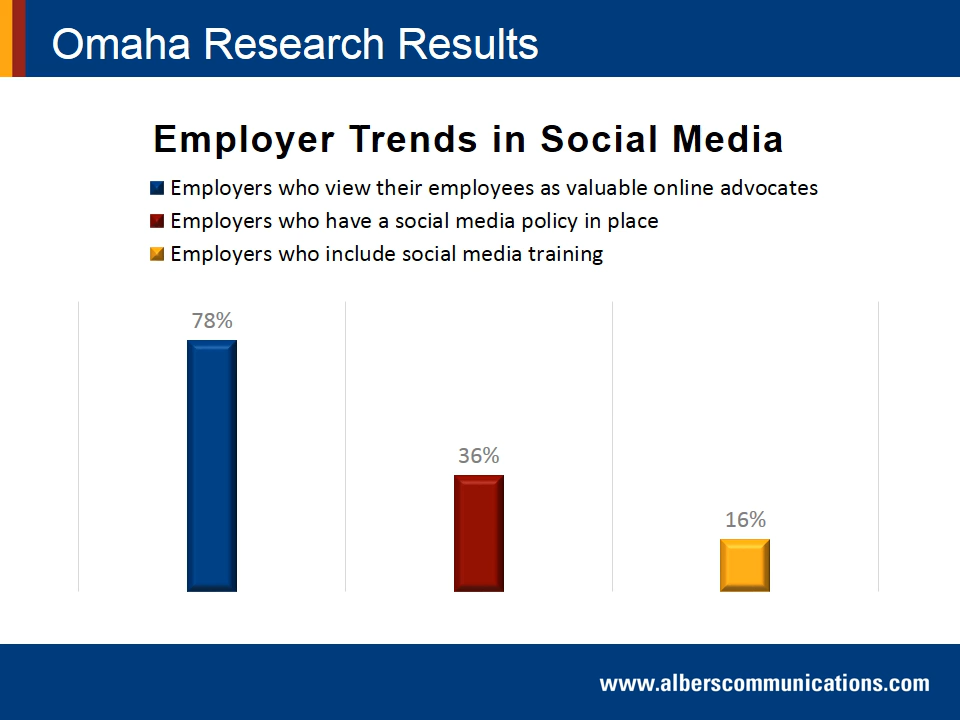 Omaha Research Results
Employer Trends in Social Media
Employers who view their employees as valuable online advocates
Employers who have a social media policy in place
Employers who include social media training
78%
36%
16%
www.alberscommunications.com